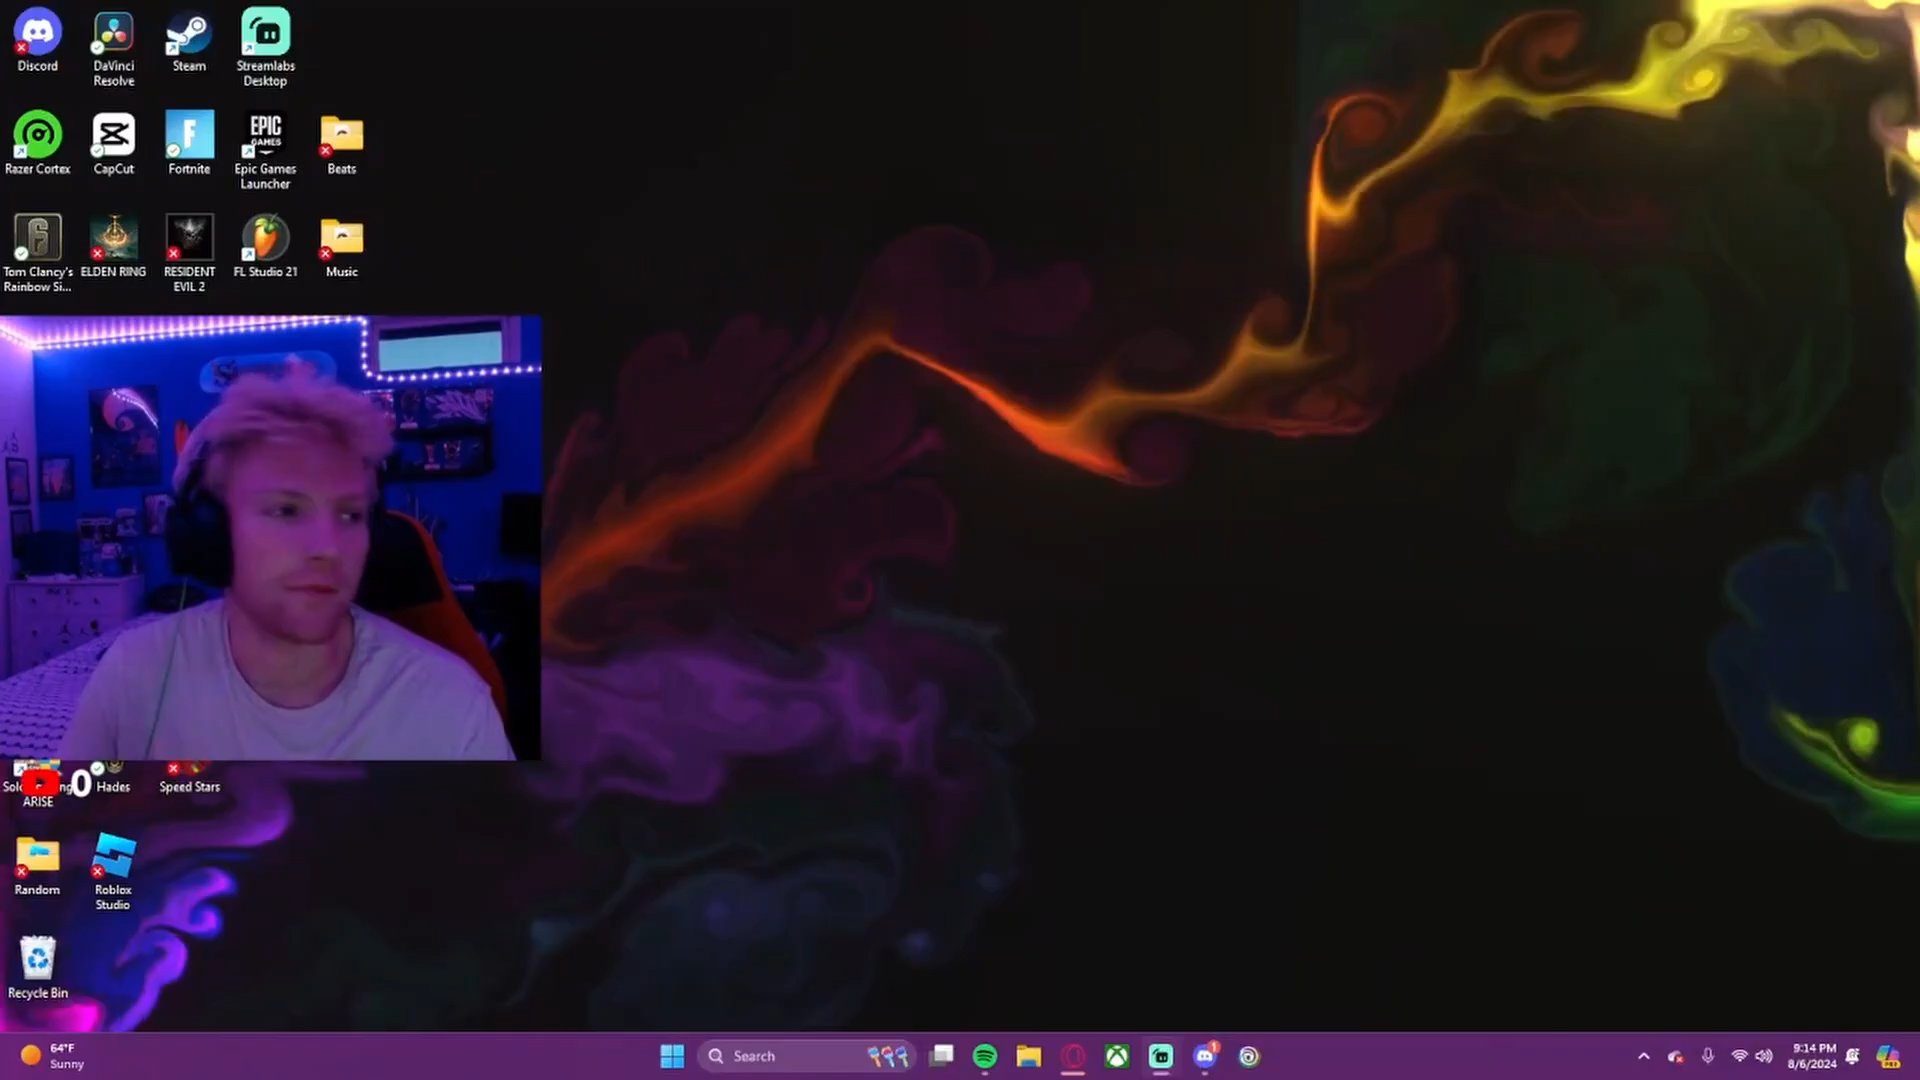 Discord
DaVinci
Resolve
Steam
Streamlabs
Desktop
Razer Cortex
CapCut
Fortnite
EPIC
GAMES
Epic Games
Launcher
Beats
Tom Clancy's
Rainbow Si...
ELDEN RING
RESIDENT
EVIL 2
FL Studio 21
Music
ARISE
0
Hades
Speed Stars
Random
Roblox
Studio
Recycle Bin
64°F
Sunny
Search
1
9:14 PM
8/6/2024